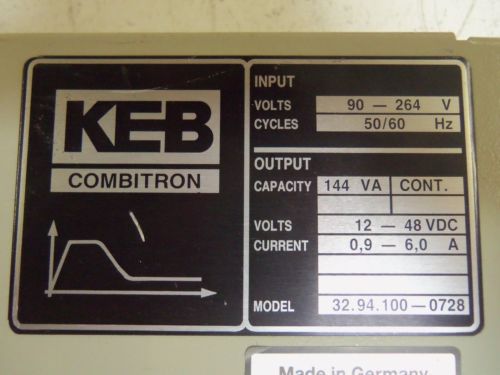 KEB
COMBITRON
INPUT
VOLTS 90 — 264 V
CYCLES 50/60 Hz
OUTPUT
CAPACITY 144 VA CONT.
VOLTS 12 — 48 VDC
CURRENT 0,9 — 6,0 A
MODEL 32.94.100—0728
Made in Germany